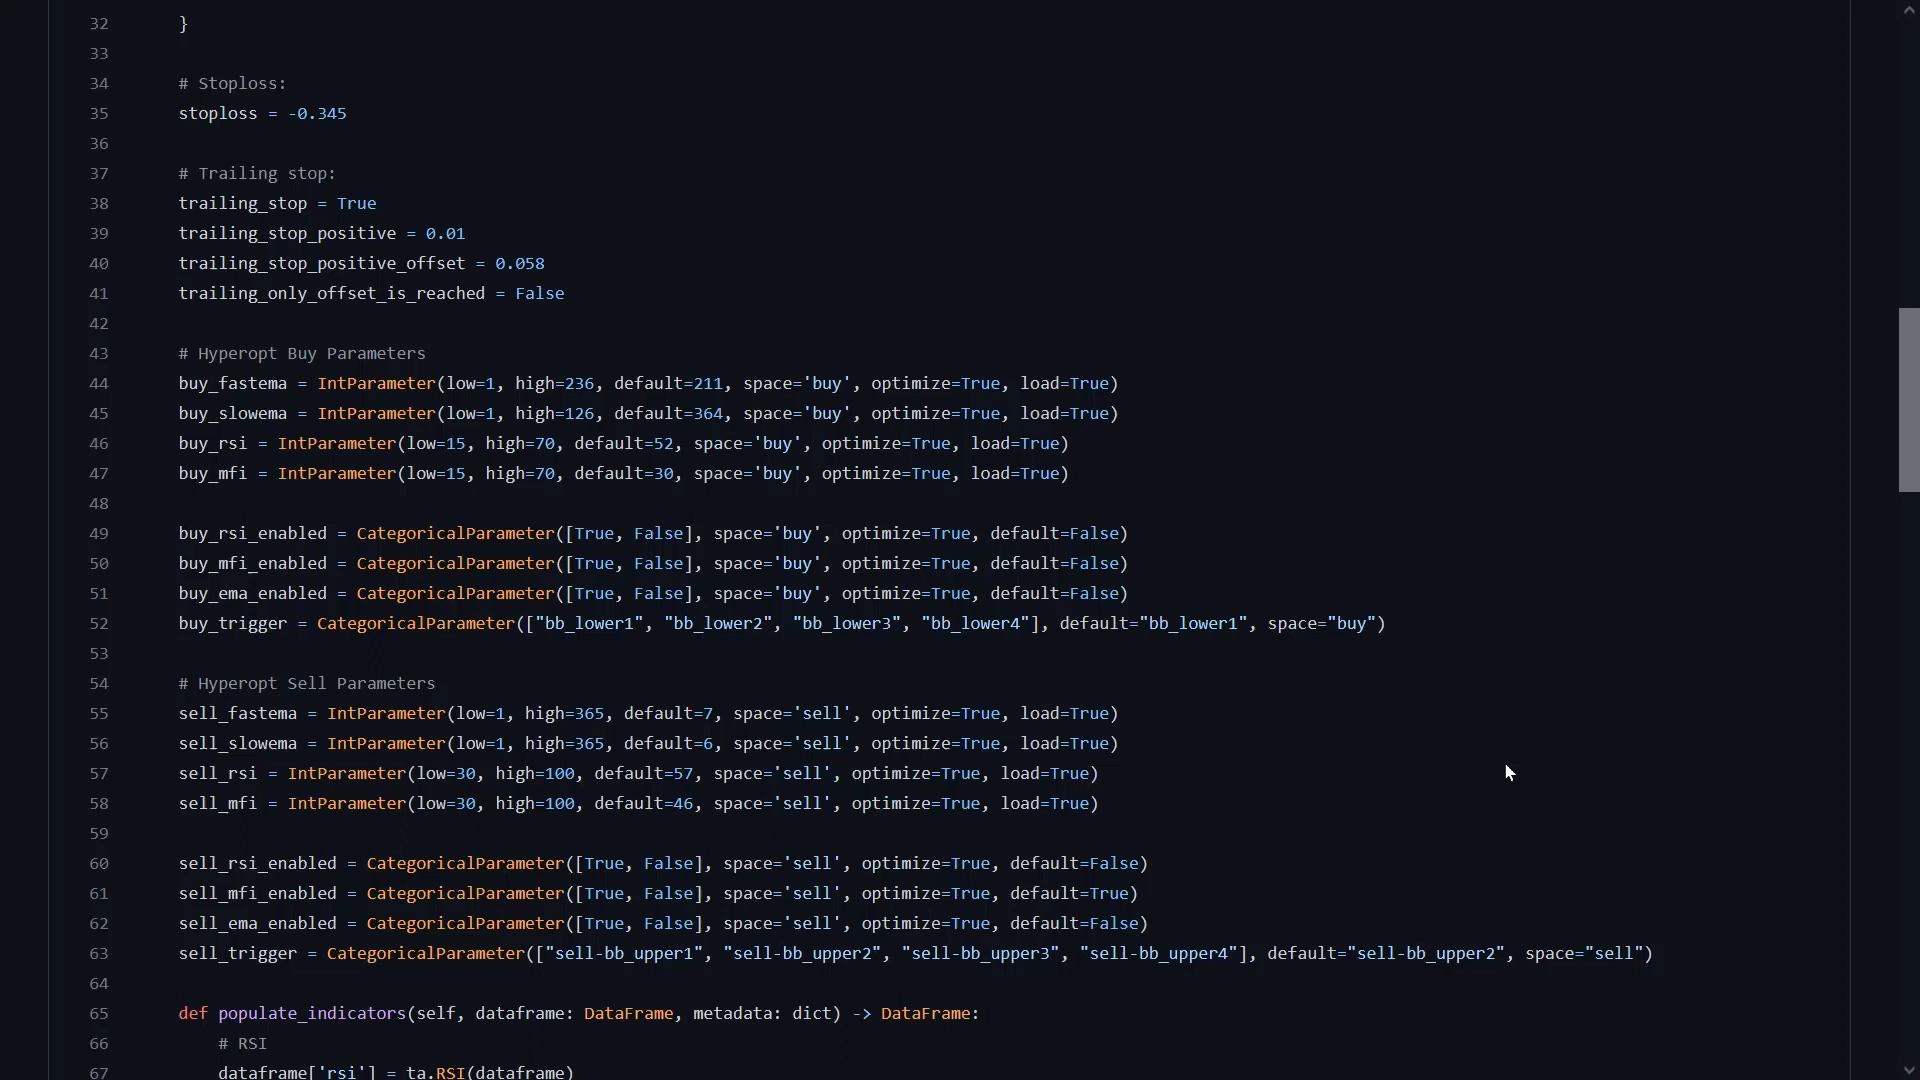 32 }
33
34 # Stoploss:
35 stoploss = -0.345
36
37 # Trailing stop:
38 trailing_stop = True
39 trailing_stop_positive = 0.01
40 trailing_stop_positive_offset = 0.058
41 trailing_only_offset_is_reached = False
42
43 # Hyperopt Buy Parameters
44 buy_fastema = IntParameter(low=1, high=236, default=211, space='buy', optimize=True, load=True)
45 buy_slowema = IntParameter(low=1, high=126, default=364, space='buy', optimize=True, load=True)
46 buy_rsi = IntParameter(low=15, high=70, default=52, space='buy', optimize=True, load=True)
47 buy_mfi = IntParameter(low=15, high=70, default=30, space='buy', optimize=True, load=True)
48
49 buy_rsi_enabled = CategoricalParameter([True, False], space='buy', optimize=True, default=False)
50 buy_mfi_enabled = CategoricalParameter([True, False], space='buy', optimize=True, default=False)
51 buy_ema_enabled = CategoricalParameter([True, False], space='buy', optimize=True, default=False)
52 buy_trigger = CategoricalParameter(["bb_lower1", "bb_lower2", "bb_lower3", "bb_lower4"], default="bb_lower1", space="buy")
53
54 # Hyperopt Sell Parameters
55 sell_fastema = IntParameter(low=1, high=365, default=7, space='sell', optimize=True, load=True)
56 sell_slowema = IntParameter(low=1, high=365, default=6, space='sell', optimize=True, load=True)
57 sell_rsi = IntParameter(low=30, high=100, default=57, space='sell', optimize=True, load=True)
58 sell_mfi = IntParameter(low=30, high=100, default=46, space='sell', optimize=True, load=True)
59
60 sell_rsi_enabled = CategoricalParameter([True, False], space='sell', optimize=True, default=False)
61 sell_mfi_enabled = CategoricalParameter([True, False], space='sell', optimize=True, default=True)
62 sell_ema_enabled = CategoricalParameter([True, False], space='sell', optimize=True, default=False)
63 sell_trigger = CategoricalParameter(["sell-bb_upper1", "sell-bb_upper2", "sell-bb_upper3", "sell-bb_upper4"], default="sell-bb_upper2", space="sell")
64
65 def populate_indicators(self, dataframe: DataFrame, metadata: dict) -> DataFrame:
66 # RSI
67 dataframe['rsi'] = ta.RSI(dataframe)